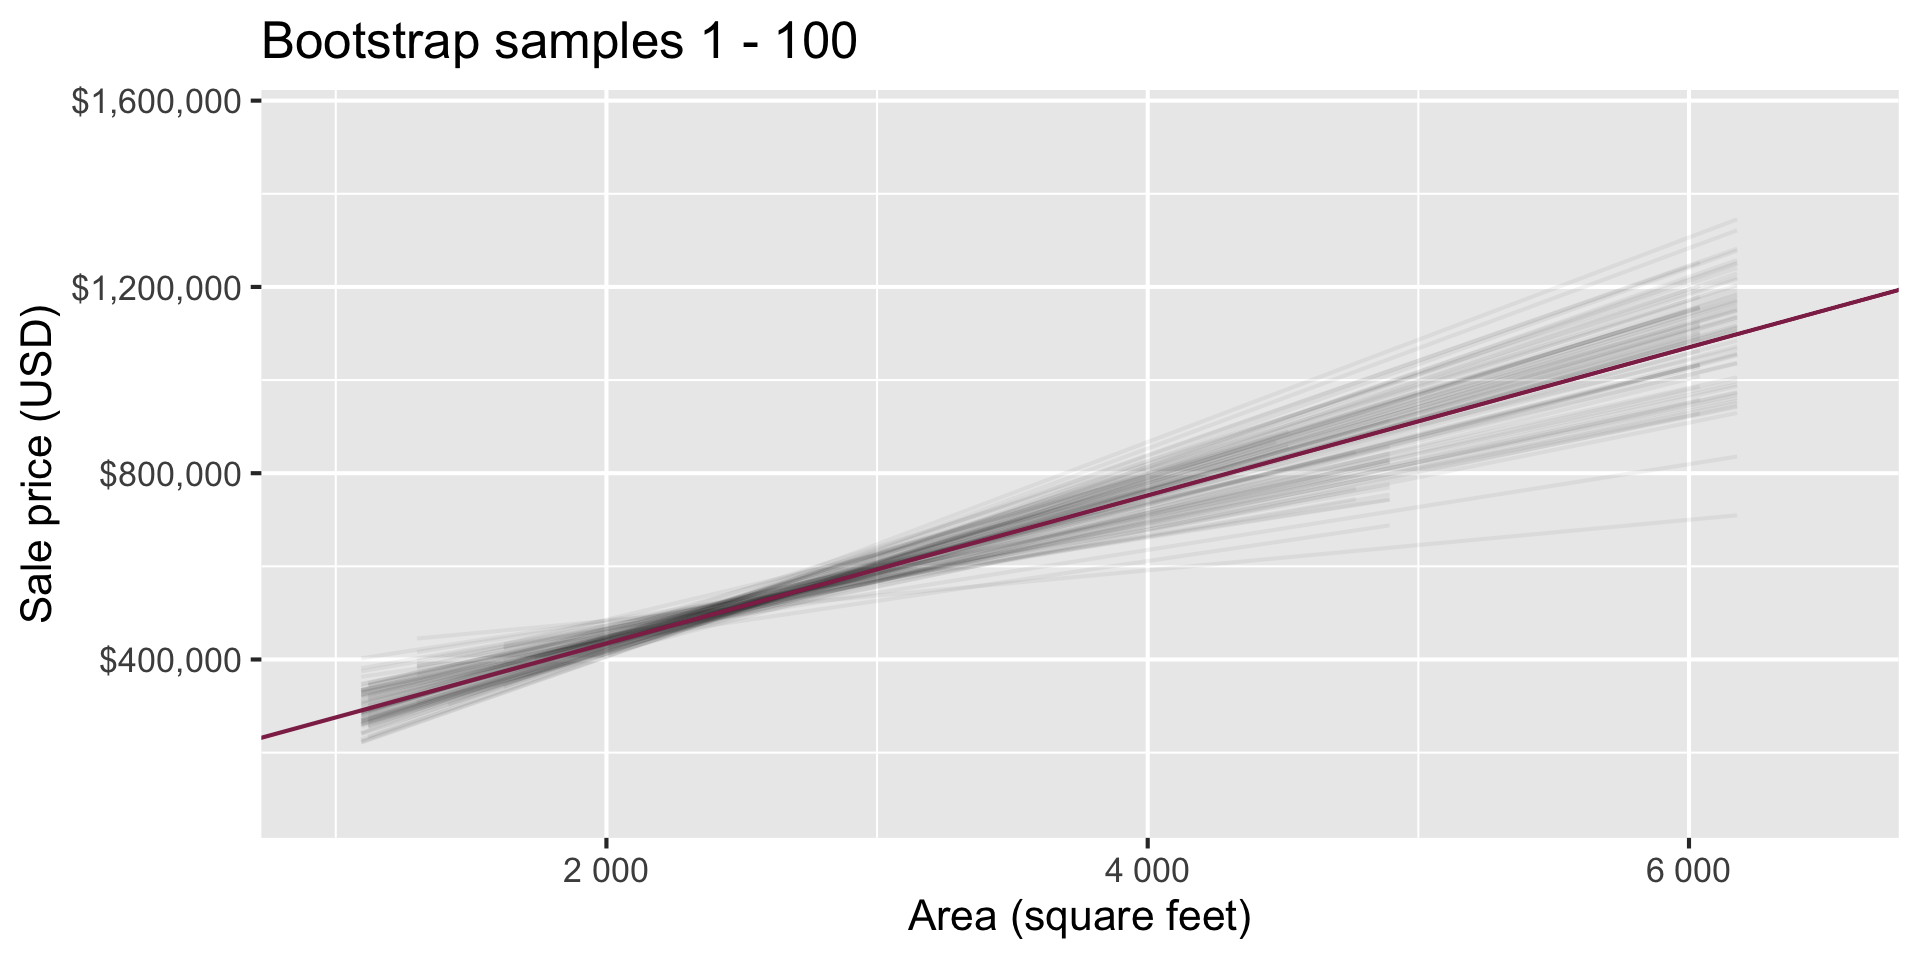 Bootstrap samples 1 - 100
$1,600,000
$1,200,000
$800,000
$400,000
Sale price (USD)
2 000 4 000 6 000
Area (square feet)